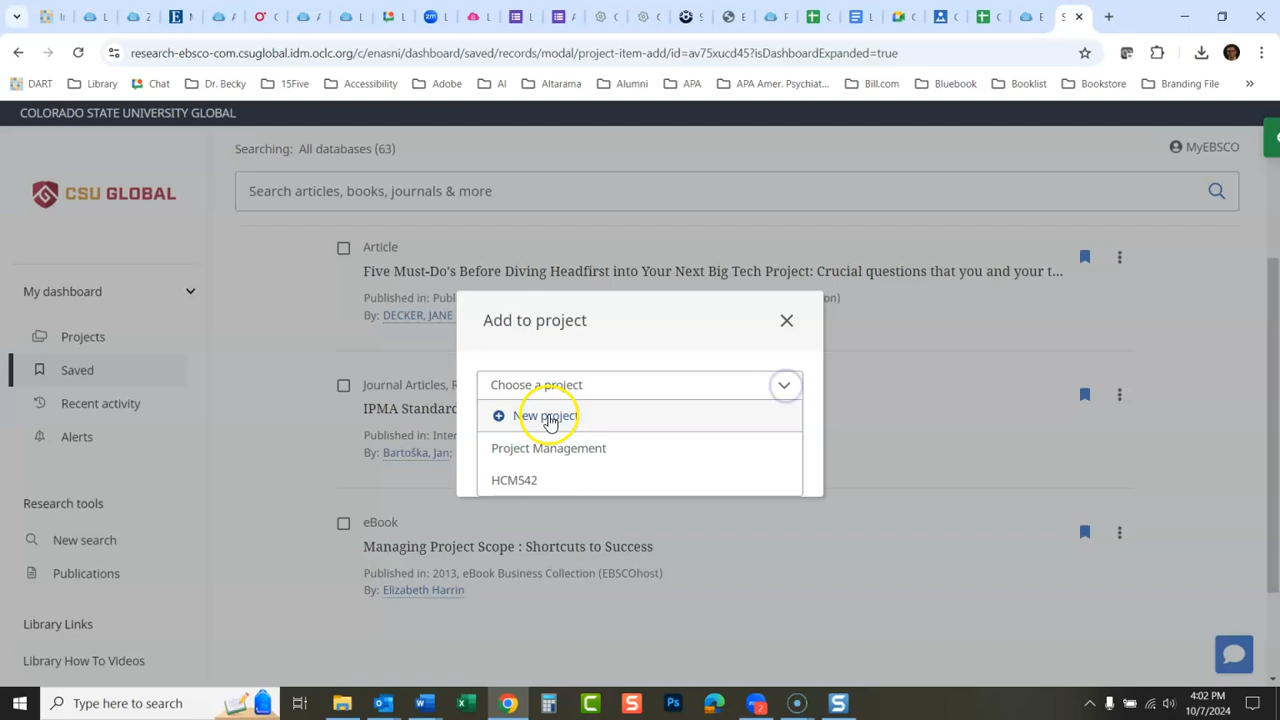 research-ebsco-com.csuglobal.idm.oclc.org/c/enasni/dashboard/saved/records/modal/project-item-add/id=av75xucd45?isDashboardExpanded=true
DART Library Chat Dr. Becky 15Five Accessibility Adobe AI Altarama Alumni APA APA Amer. Psychiat... Bill.com Bluebook Booklist Bookstore Branding File
COLORADO STATE UNIVERSITY GLOBAL
Searching: All databases (63)
MyEBSCO
CSU GLOBAL
Search articles, books, journals & more
Article
Five Must-Do's Before Diving Headfirst into Your Next Big Tech Project: Crucial questions that you and your t...
Published in: Publ
By: DECKER, JANE
My dashboard
Projects
Saved
Recent activity
Alerts
Add to project
Choose a project
New project
Project Management
HCM542
Journal Articles, R
IPMA Standard
Published in: Inter
By: Bartoška, Jan;
Research tools
New search
Publications
eBook
Managing Project Scope : Shortcuts to Success
Published in: 2013, eBook Business Collection (EBSCOhost)
By: Elizabeth Harrin
Library Links
Library How To Videos
Type here to search
4:02 PM
10/7/2024